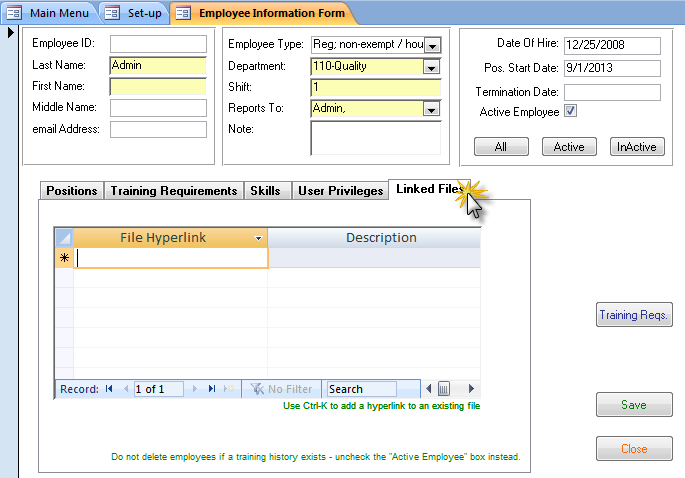 Main Menu Set-up Employee Information Form
Employee ID:
Last Name: Admin
First Name:
Middle Name:
email Address:
Employee Type: Reg; non-exempt / hou
Department: 110-Quality
Shift: 1
Reports To: Admin,
Note:
Date Of Hire: 12/25/2008
Pos. Start Date: 9/1/2013
Termination Date:
Active Employee
All Active InActive
Positions Training Requirements Skills User Privileges Linked Files
File Hyperlink Description
Record: 1 of 1 No Filter Search
Use Ctrl-K to add a hyperlink to an existing file
Training Reqs.
Save
Close
Do not delete employees if a training history exists - uncheck the "Active Employee" box instead.